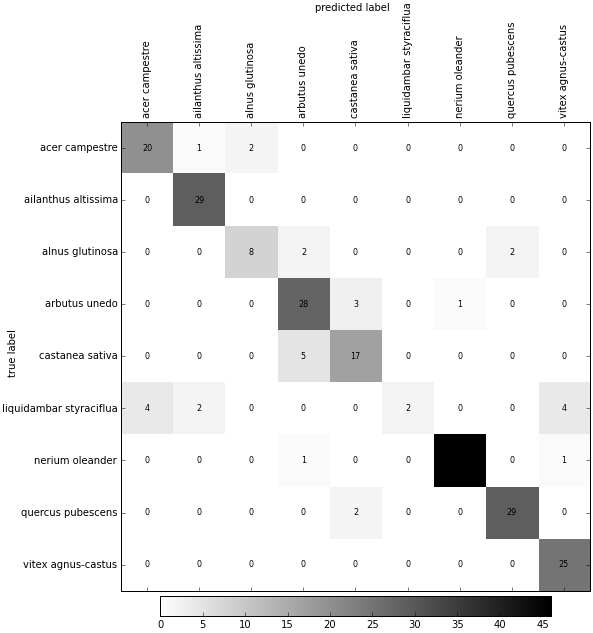 predicted label
acer campestre
ailanthus altissima
alnus glutinosa
arbutus unedo
castanea sativa
liquidambar styraciflua
nerium oleander
quercus pubescens
vitex agnus-castus
true label
acer campestre 20 1 2 0 0 0 0 0 0
ailanthus altissima 0 29 0 0 0 0 0 0 0
alnus glutinosa 0 0 8 2 0 0 0 2 0
arbutus unedo 0 0 0 28 3 0 1 0 0
castanea sativa 0 0 0 5 17 0 0 0 0
liquidambar styraciflua 4 2 0 0 0 2 0 0 4
nerium oleander 0 0 0 1 0 0 0 1
quercus pubescens 0 0 0 0 2 0 0 29 0
vitex agnus-castus 0 0 0 0 0 0 0 0 25
0 5 10 15 20 25 30 35 40 45